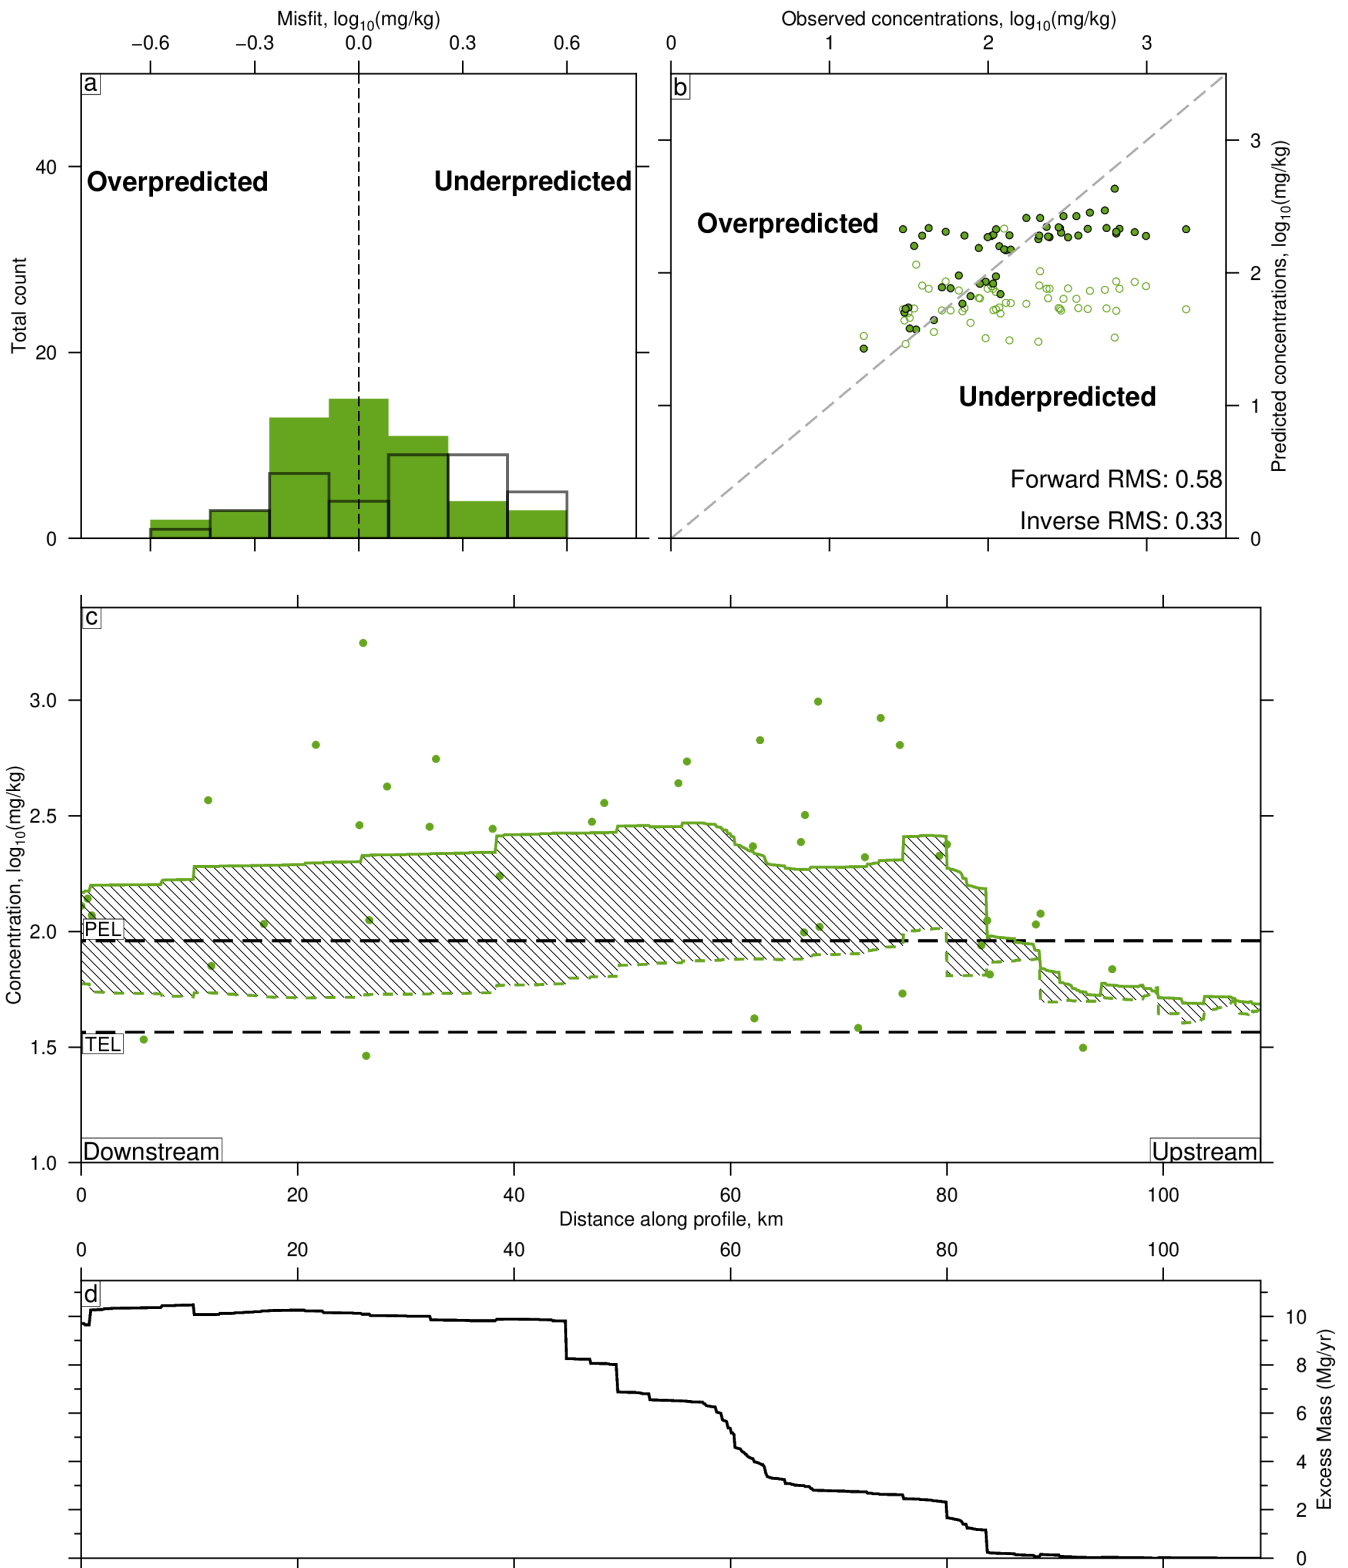 Misfit, log10(mg/kg)
−0.6 −0.3 0.0 0.3 0.6
a
Overpredicted Underpredicted
Total count
0 20 40
Observed concentrations, log10(mg/kg)
0 1 2 3
b
Overpredicted
Underpredicted
Forward RMS: 0.58
Inverse RMS: 0.33
Predicted concentrations, log10(mg/kg)
0 1 2 3
c
Concentration, log10(mg/kg)
3.0
2.5
2.0
1.5
1.0
PEL
TEL
Downstream Upstream
0 20 40 60 80 100
Distance along profile, km
0 20 40 60 80 100
d
10
8
6
4
2
0
Excess Mass (Mg/yr)